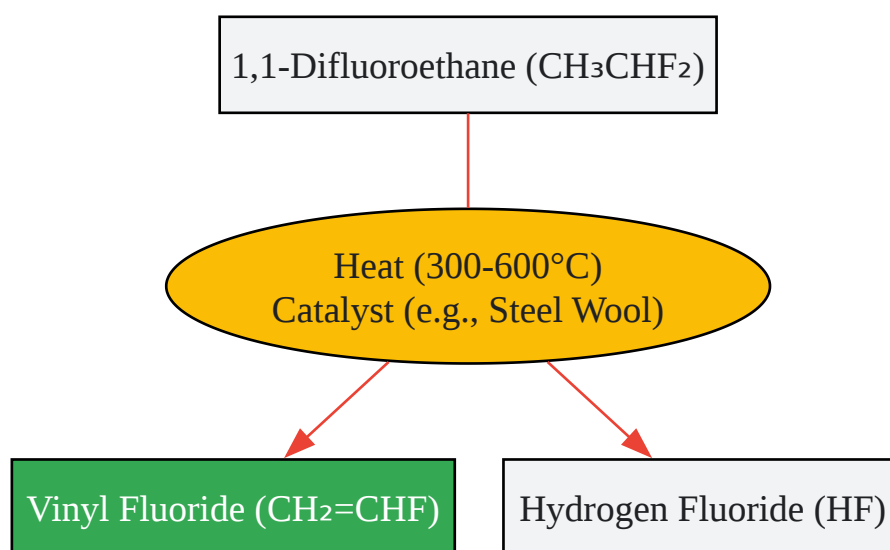 1,1-Difluoroethane (CH₃CHF₂)
Heat (300-600°C)
Catalyst (e.g., Steel Wool)
Vinyl Fluoride (CH₂=CHF)
Hydrogen Fluoride (HF)